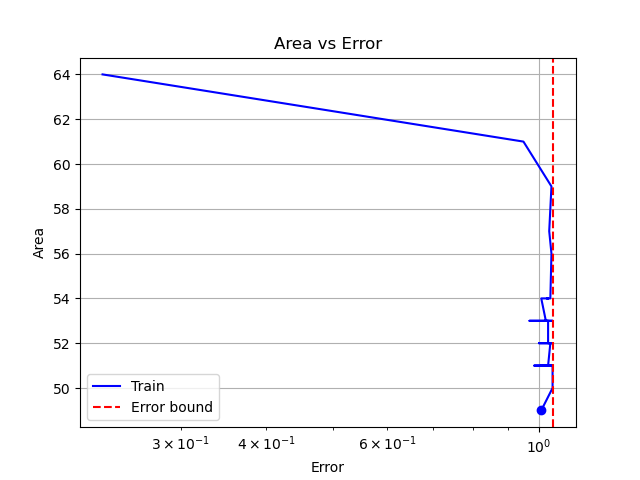 Area vs Error
64
62
60
58
56
54
52
50
Area
3 × 10⁻¹
4 × 10⁻¹
6 × 10⁻¹
10⁰
Error
Train
Error bound